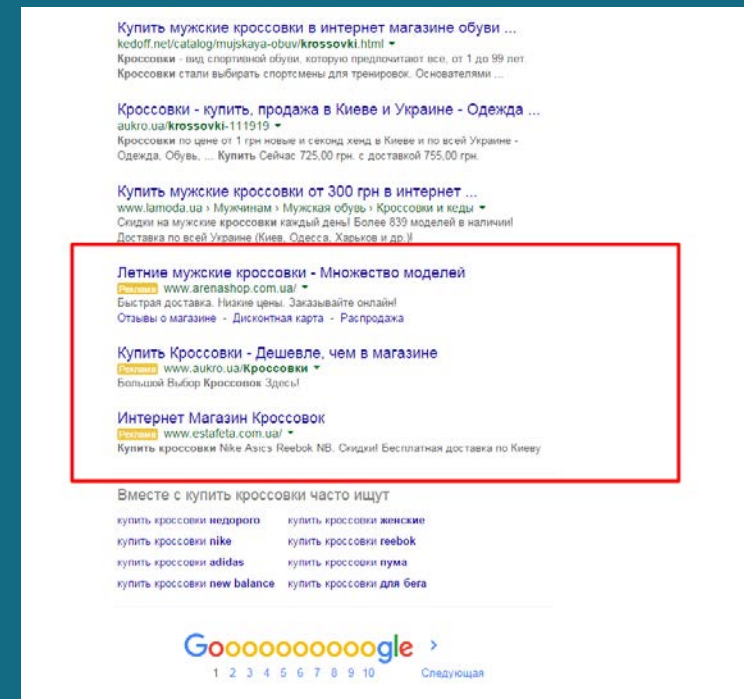 Купить мужские кроссовки в интернет магазине обуви ...
kedoff.net/catalog/mujskaya-obuv/krossovki.html
Кроссовки - вид спортивной обуви, которую предпочитают все, от 1 до 99 лет.
Кроссовки стали выбирать спортсмены для тренировок. Основателями ...
Кроссовки - купить, продажа в Киеве и Украине - Одежда ...
aukro.ua/krossovki-111919
Кроссовки по цене от 1 грн новые и секонд хенд в Киеве и по всей Украине -
Одежда, Обувь, ... Купить Сейчас 725,00 грн. с доставкой 755,00 грн.
Купить мужские кроссовки от 300 грн в интернет ...
www.lamoda.ua › Мужчинам › Мужская обувь › Кроссовки и кеды
Скидки на мужские кроссовки каждый день! Более 839 моделей в наличии!
Доставка по всей Украине (Киев, Одесса, Харьков и др.)!
Летние мужские кроссовки - Множество моделей
Реклама www.arenashop.com.ua/
Быстрая доставка. Низкие цены. Заказывайте онлайн!
Отзывы о магазине - Дисконтная карта - Распродажа
Купить Кроссовки - Дешевле, чем в магазине
Реклама www.aukro.ua/Кроссовки
Большой Выбор Кроссовок Здесь!
Интернет Магазин Кроссовок
Реклама www.estafeta.com.ua/
Купить кроссовки Nike Asics Reebok NB. Скидки! Бесплатная доставка по Киеву
Вместе с купить кроссовки часто ищут
купить кроссовки недорого купить кроссовки женские
купить кроссовки nike купить кроссовки reebok
купить кроссовки adidas купить кроссовки пума
купить кроссовки new balance купить кроссовки для бега
Goooooooooogle >
1 2 3 4 5 6 7 8 9 10 Следующая